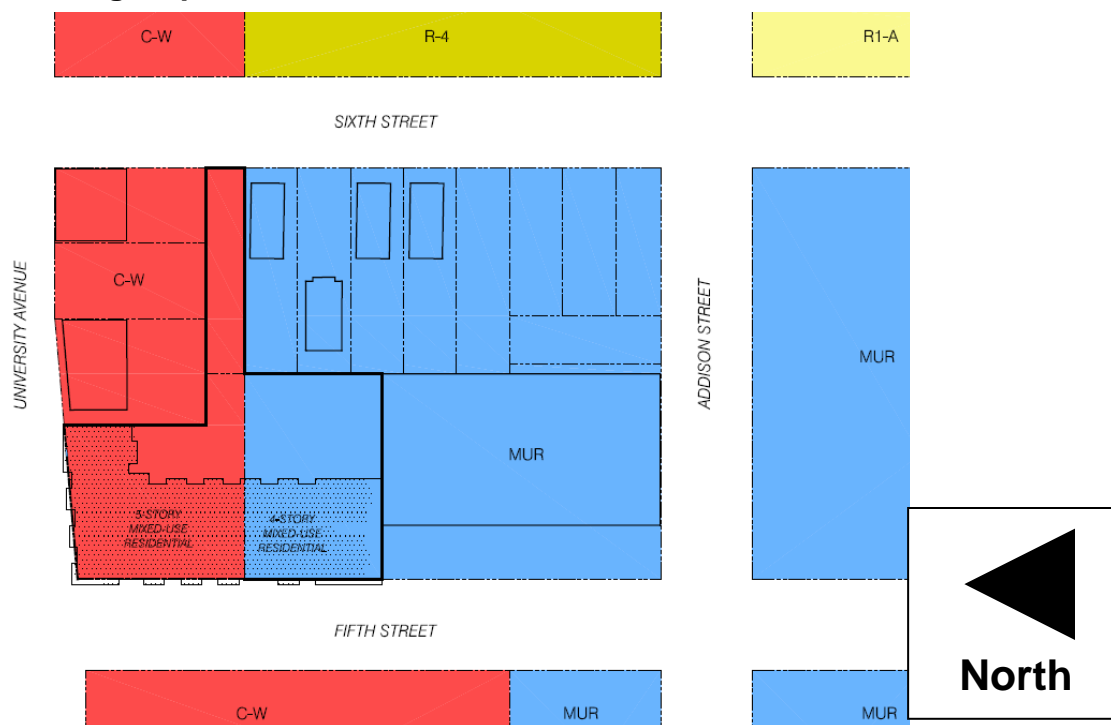 C-W
R-4
R1-A
SIXTH STREET
UNIVERSITY AVENUE
C-W
ADDISON STREET
MUR
MUR
5-STORY
MIXED-USE
RESIDENTIAL
4-STORY
MIXED-USE
RESIDENTIAL
FIFTH STREET
North
C-W
MUR
MUR